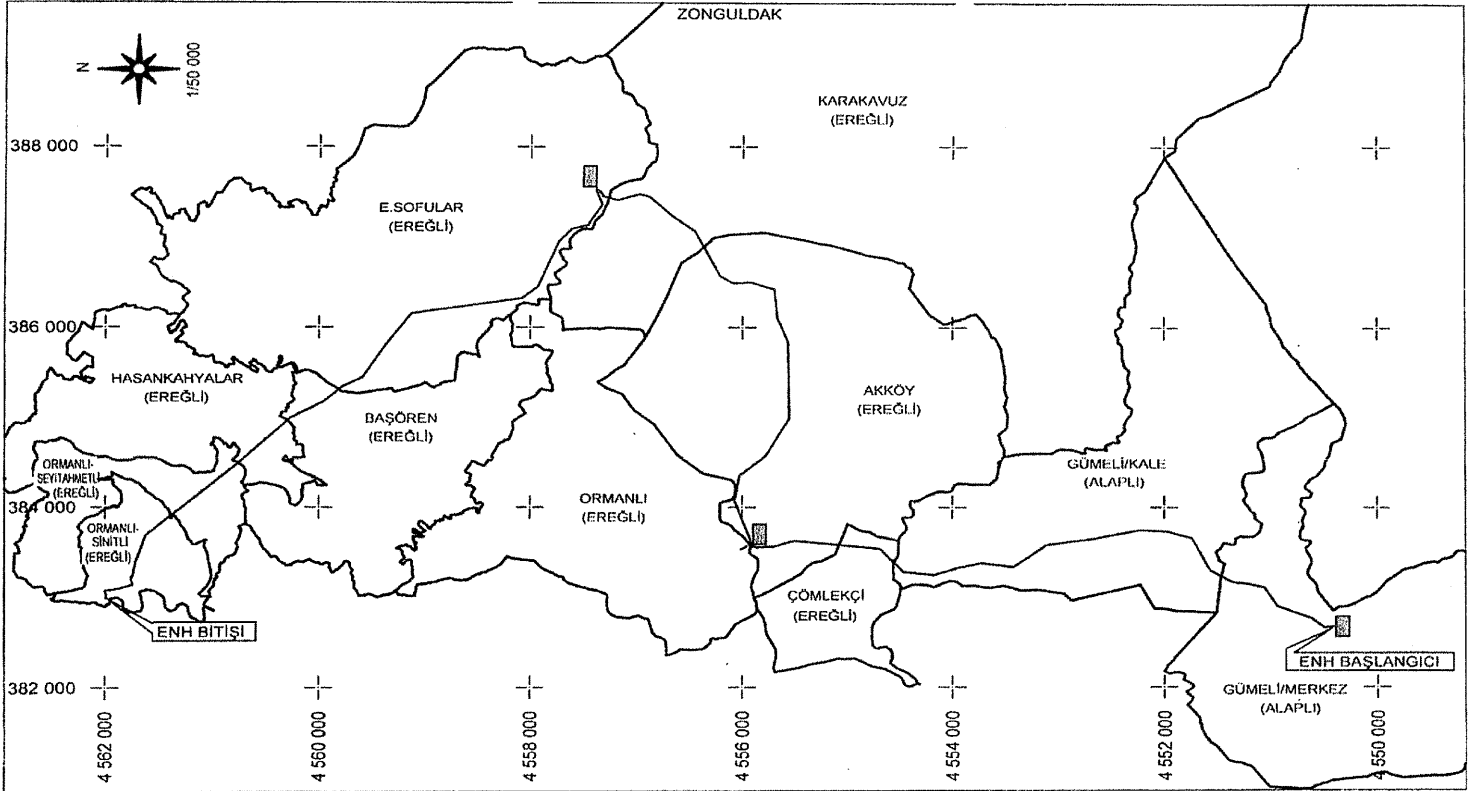 ZONGULDAK
N
1/50 000
KARAKAVUZ
(EREĞLİ)
388 000
E.SOFULAR
(EREĞLİ)
386 000
HASANKAHYALAR
(EREĞLİ)
BAŞÖREN
(EREĞLİ)
AKKÖY
(EREĞLİ)
ORMANLI-
SEYİTAHMETLİ
(EREĞLİ)
GÜMELİ/KALE
(ALAPLI)
384 000
ORMANLI
(EREĞLİ)
ORMANLI-
SİNİTLİ
(EREĞLİ)
ÇÖMLEKÇİ
(EREĞLİ)
ENH BİTİŞİ
ENH BAŞLANGICI
382 000
GÜMELİ/MERKEZ
(ALAPLI)
4 562 000
4 560 000
4 558 000
4 556 000
4 554 000
4 552 000
4 550 000